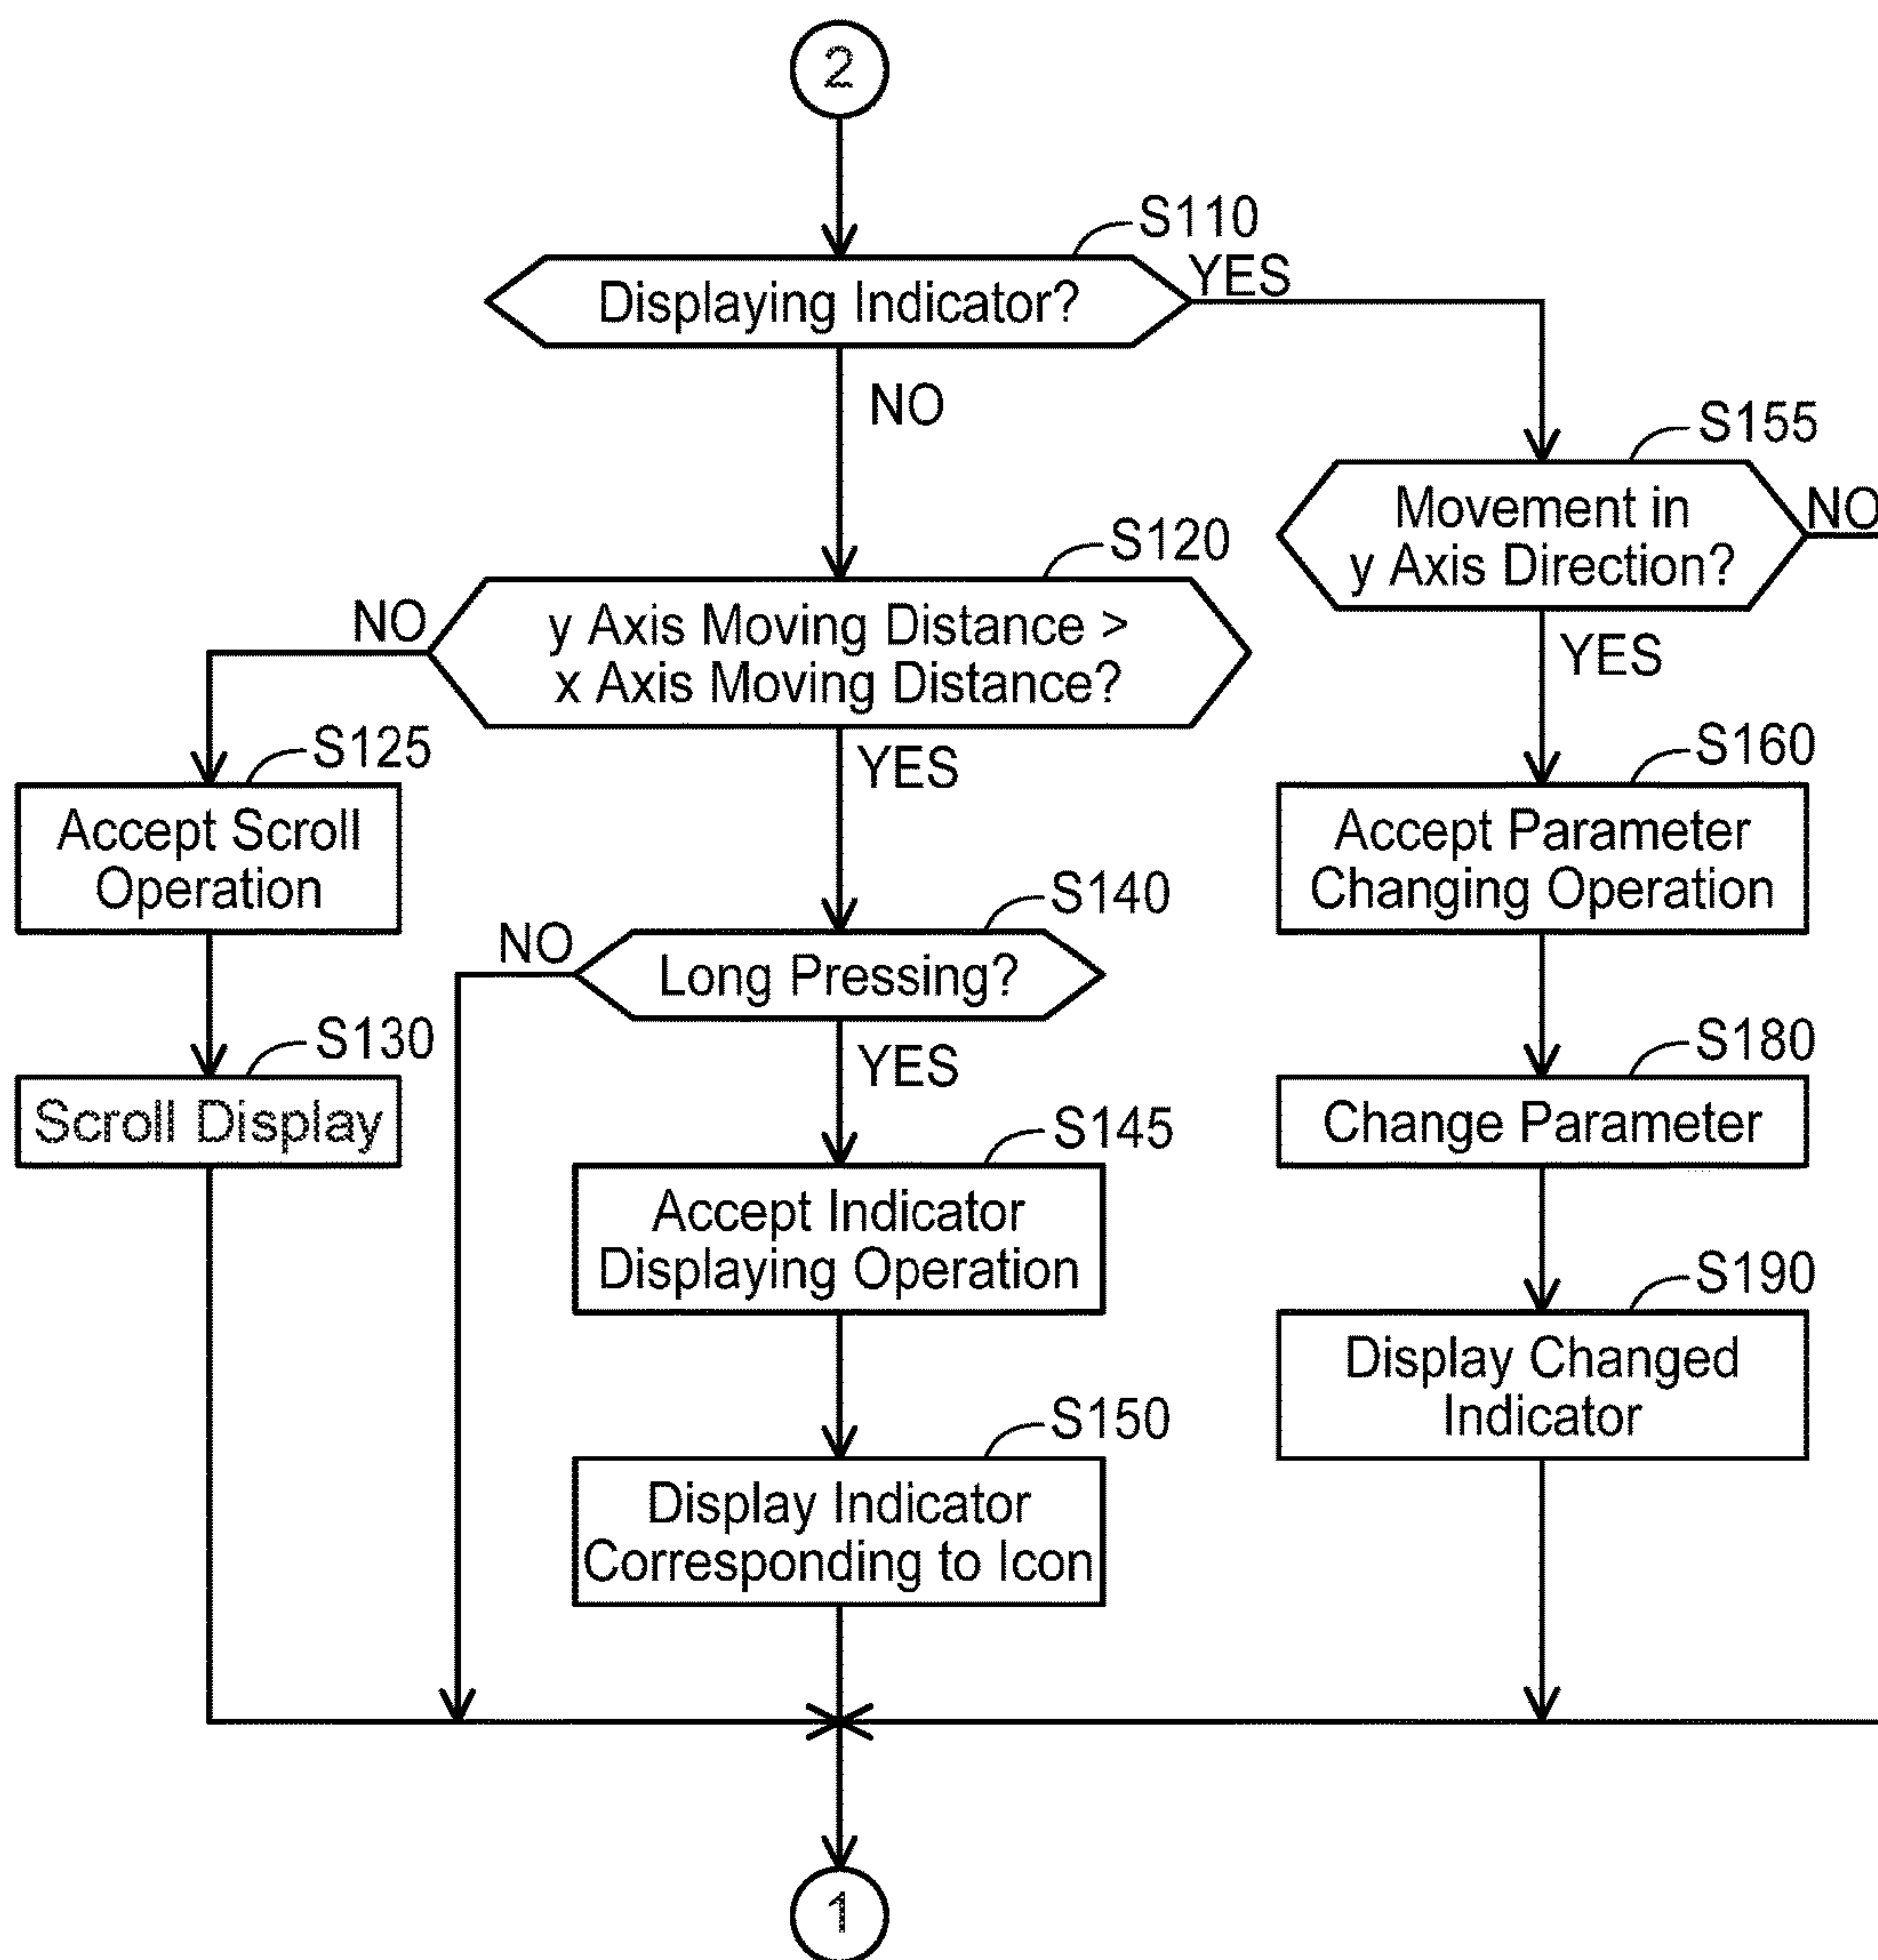 2
S110
Displaying Indicator?
YES
NO
S155
Movement in
y Axis Direction?
NO
S120
y Axis Moving Distance >
x Axis Moving Distance?
NO
YES
YES
S125
Accept Scroll
Operation
S160
Accept Parameter
Changing Operation
S140
Long Pressing?
NO
YES
S130
Scroll Display
S180
Change Parameter
S145
Accept Indicator
Displaying Operation
S190
Display Changed
Indicator
S150
Display Indicator
Corresponding to Icon
1